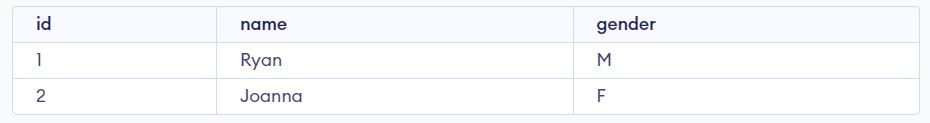 id name gender
1 Ryan M
2 Joanna F